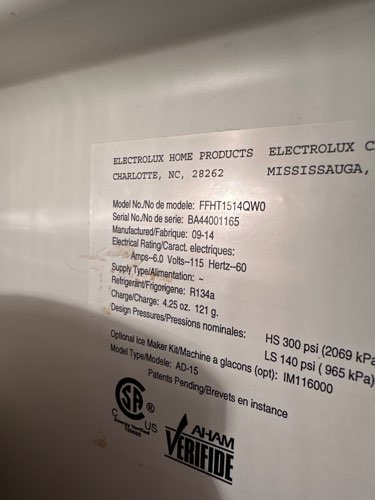 ELECTROLUX HOME PRODUCTS ELECTROLUX C
CHARLOTTE, NC, 28262 MISSISSAUGA,
Model No./No de modele: FFHT1514QW0
Serial No./No de serie: BA44001165
Manufactured/Fabrique: 09-14
Electrical Rating/Caract. electriques:
Amps--6.0 Volts--115 Hertz--60
Supply Type/Alimentation: ~
Refrigerant/Frigorigene: R134a
Charge/Charge: 4.25 oz. 121 g.
Design Pressures/Pressions nominales: HS 300 psi (2069 kPa
LS 140 psi ( 965 kPa)
Optional Ice Maker Kit/Machine a glacons (opt): IM116000
Model Type/Modele: AD-15
Patents Pending/Brevets en instance
C SA ® US
Energy Verified
AHAM
VERIFIDE